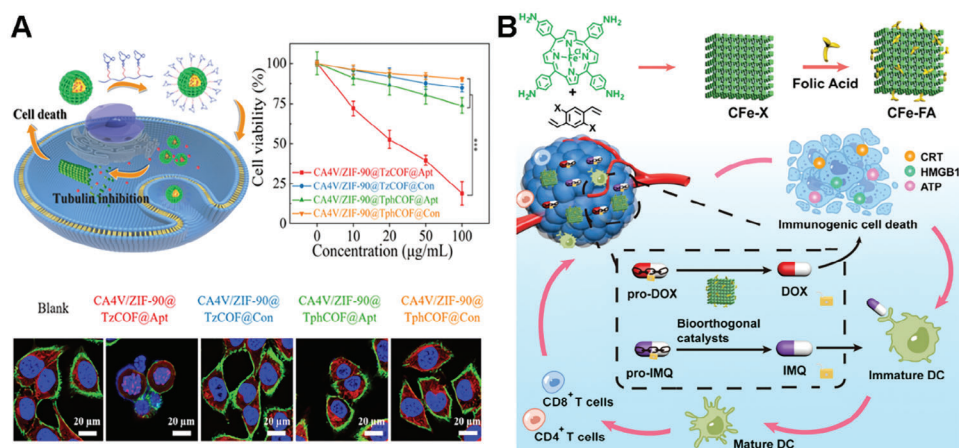 A
Cell death
Tubulin inhibition
Cell viability (%)
100
75
50
25
0
CA4V/ZIF-90@TzCOF@Apt
CA4V/ZIF-90@TzCOF@Con
CA4V/ZIF-90@TphCOF@Apt
CA4V/ZIF-90@TphCOF@Con
***
0 10 20 50 100
Concentration (μg/mL)
Blank
CA4V/ZIF-90@
TzCOF@Apt
CA4V/ZIF-90@
TzCOF@Con
CA4V/ZIF-90@
TphCOF@Apt
CA4V/ZIF-90@
TphCOF@Con
20 μm
20 μm
20 μm
20 μm
20 μm
B
NH₂
H₂N
Cl
N
N
Fe
N
N
H₂N
NH₂
+
X
X
CFe-X
Folic Acid
CFe-FA
CRT
HMGB1
ATP
Immunogenic cell death
pro-DOX
DOX
Bioorthogonal
catalysts
pro-IMQ
IMQ
Immature DC
Mature DC
CD8⁺T cells
CD4⁺T cells